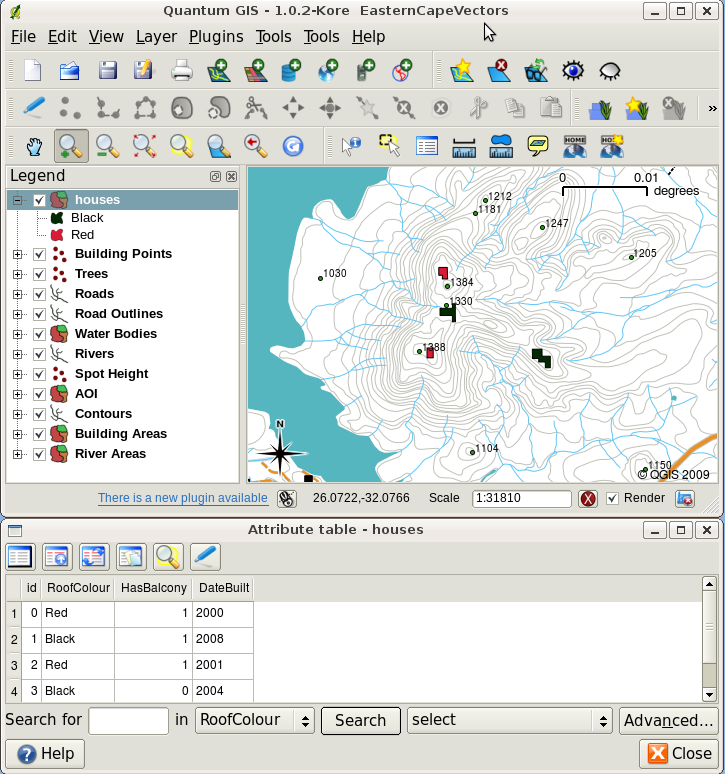 Quantum GIS - 1.0.2-Kore EasternCapeVectors
File Edit View Layer Plugins Tools Tools Help
»
HOME HOME
Legend
houses
Black
Red
Building Points
Trees
Roads
Road Outlines
Water Bodies
Rivers
Spot Height
AOI
Contours
Building Areas
River Areas
0 0.01
degrees
1212
1181
1247
1205
1030
1384
1330
1388
1104
1150
N
© QGIS 2009
There is a new plugin available 26.0722,-32.0766 Scale 1:31810 Render
Attribute table - houses
id RoofColour HasBalcony DateBuilt
1 0 Red 1 2000
2 1 Black 1 2008
3 2 Red 1 2001
4 3 Black 0 2004
Search for in RoofColour Search select Advanced...
Help Close